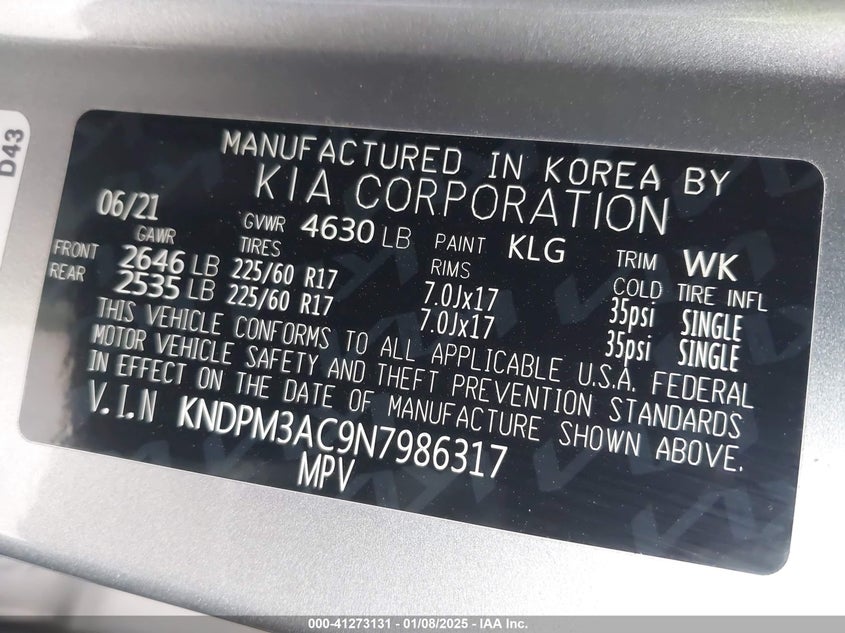 D43
MANUFACTURED IN KOREA BY
KIA CORPORATION
06/21 GVWR 4630 LB PAINT KLG TRIM WK
GAWR TIRES RIMS COLD TIRE INFL
FRONT 2646 LB 225/60 R17 7.0Jx17 35psi SINGLE
REAR 2535 LB 225/60 R17 7.0Jx17 35psi SINGLE
THIS VEHICLE CONFORMS TO ALL APPLICABLE U.S.A. FEDERAL
MOTOR VEHICLE SAFETY AND THEFT PREVENTION STANDARDS
IN EFFECT ON THE DATE OF MANUFACTURE SHOWN ABOVE.
V.I.N KNDPM3AC9N7986317
MPV
000-41273131 - 01/08/2025 - IAA Inc.